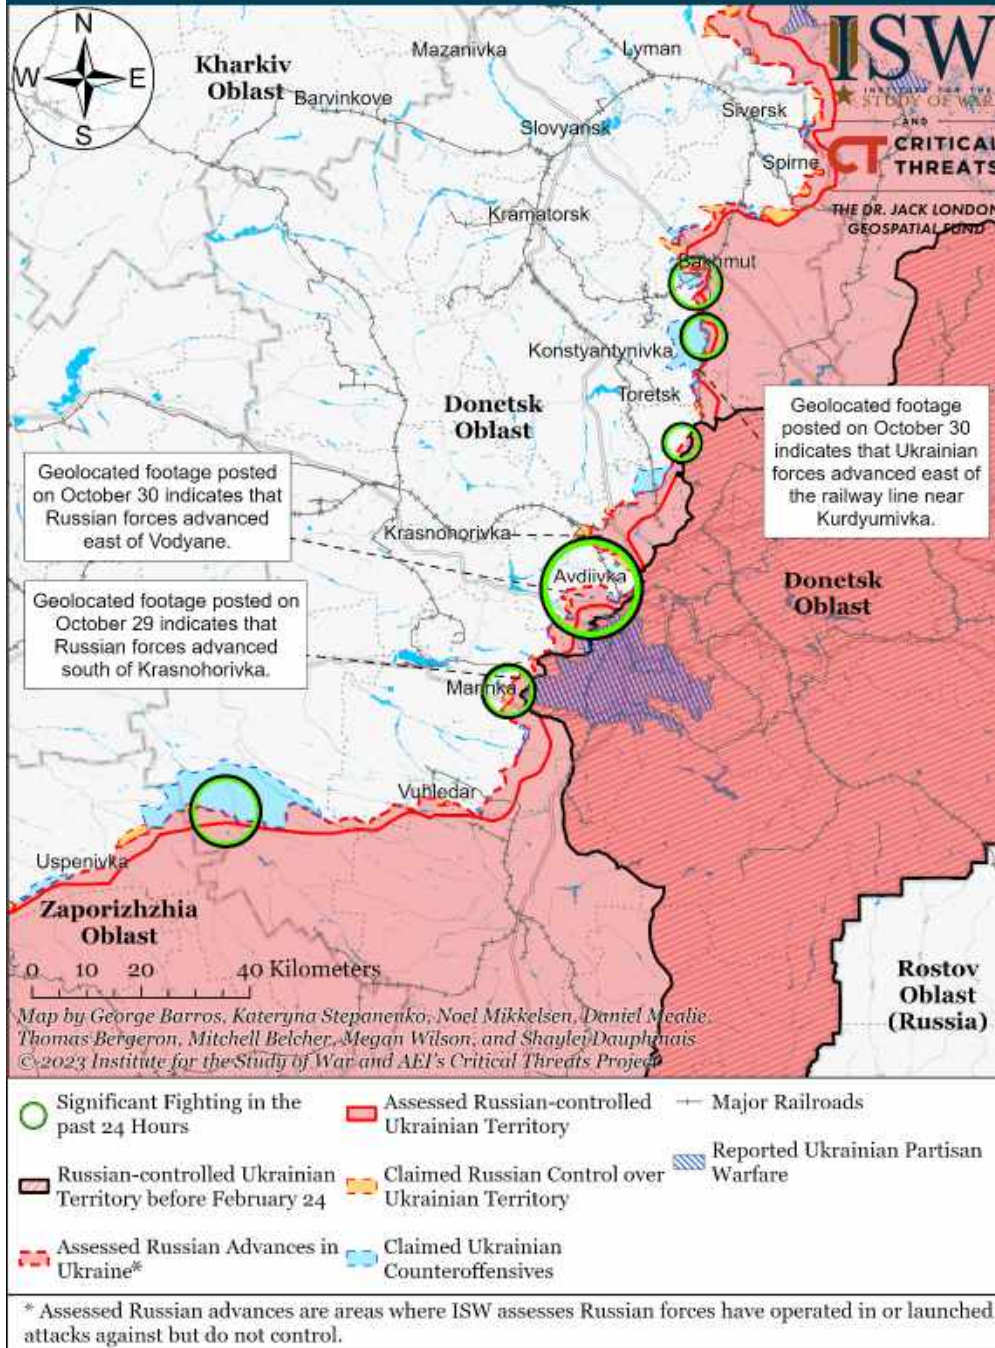 N
W E
S
Kharkiv
Oblast
Mazanivka
Lyman
Barvinkove
Slovyansk
Siversk
Spirne
Kramatorsk
ISW
INSTITUTE FOR THE
STUDY OF WAR
AND
CT CRITICAL
THREATS
THE DR. JACK LONDON
GEOSPATIAL FUND
Bakhmut
Konstyantynivka
Toretsk
Donetsk
Oblast
Geolocated footage
posted on October 30
indicates that Ukrainian
forces advanced east of
the railway line near
Kurdyumivka.
Geolocated footage posted
on October 30 indicates that
Russian forces advanced
east of Vodyane.
Krasnohorivka
Avdiivka
Donetsk
Oblast
Geolocated footage posted on
October 29 indicates that
Russian forces advanced
south of Krasnohorivka.
Marinka
Vuhledar
Uspenivka
Zaporizhzhia
Oblast
Rostov
Oblast
(Russia)
0 10 20 40 Kilometers
Map by George Barros, Kateryna Stepanenko, Noel Mikkelsen, Daniel Mealie,
Thomas Bergeron, Mitchell Belcher, Megan Wilson, and Shaylei Dauphinais
© 2023 Institute for the Study of War and AEI's Critical Threats Project
Significant Fighting in the
past 24 Hours
Russian-controlled Ukrainian
Territory before February 24
Assessed Russian Advances in
Ukraine*
Assessed Russian-controlled
Ukrainian Territory
Claimed Russian Control over
Ukrainian Territory
Claimed Ukrainian
Counteroffensives
Major Railroads
Reported Ukrainian Partisan
Warfare
* Assessed Russian advances are areas where ISW assesses Russian forces have operated in or launched
attacks against but do not control.